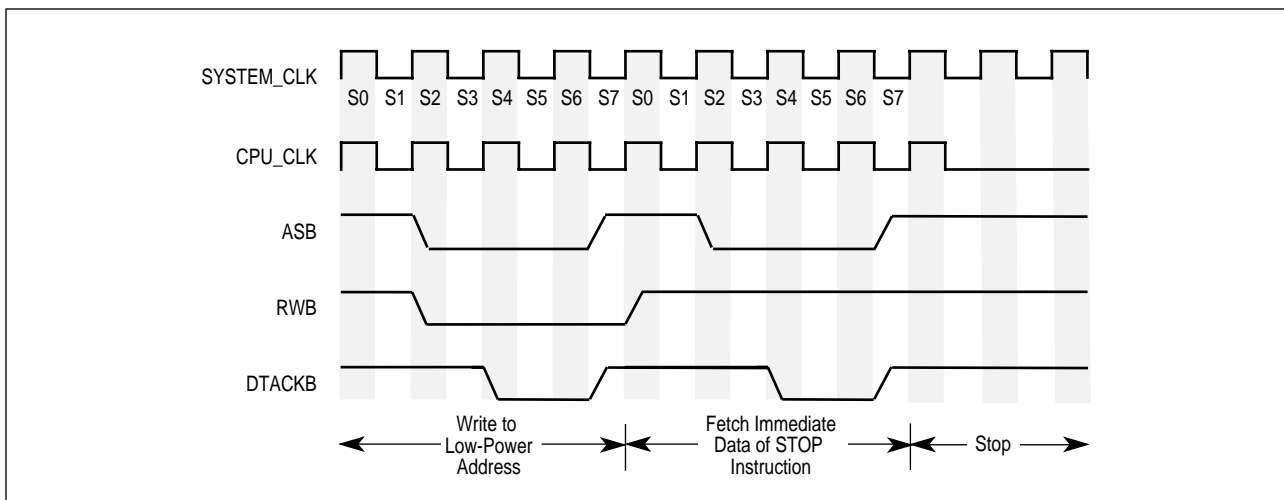 SYSTEM_CLK
S0 S1 S2 S3 S4 S5 S6 S7 S0 S1 S2 S3 S4 S5 S6 S7
CPU_CLK
ASB
RWB
DTACKB
Write to
Low-Power
Address
Fetch Immediate
Data of STOP
Instruction
Stop